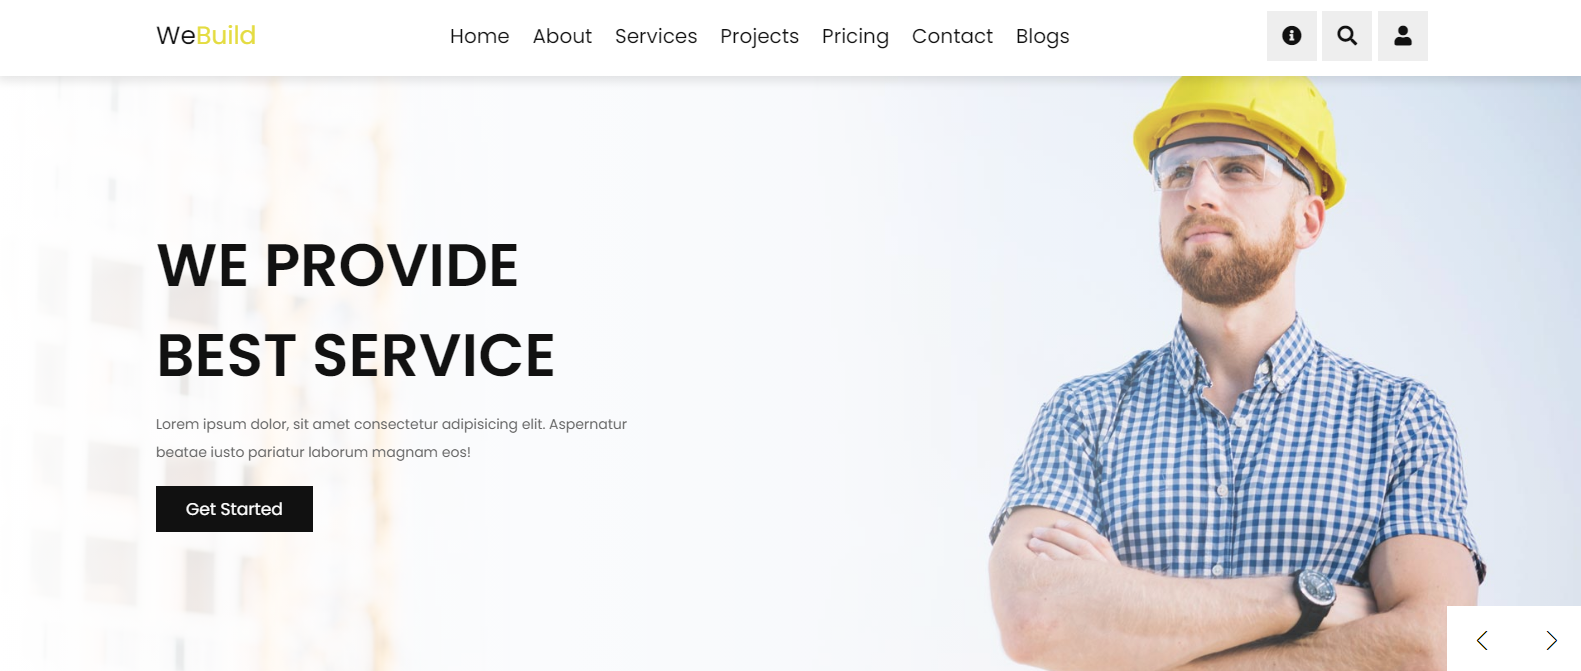 WeBuild
Home About Services Projects Pricing Contact Blogs
WE PROVIDE
BEST SERVICE
Lorem ipsum dolor, sit amet consectetur adipisicing elit. Aspernatur
beatae iusto pariatur laborum magnam eos!
Get Started